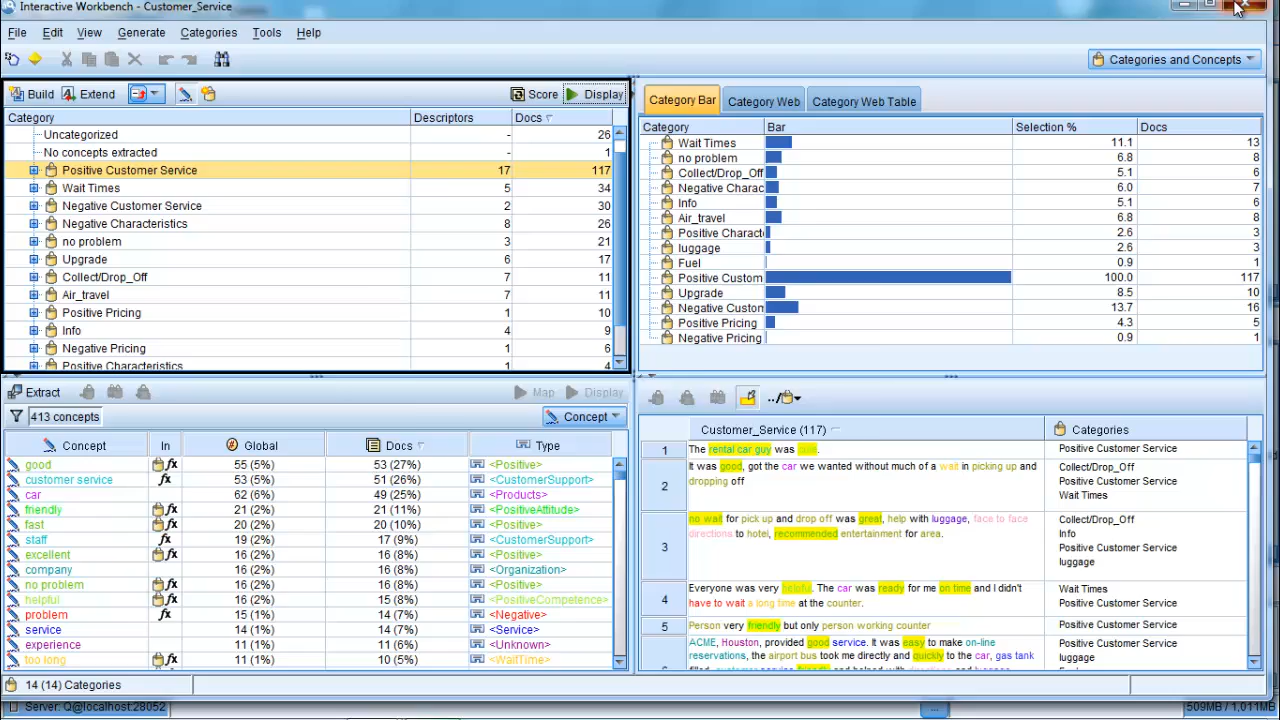 Interactive Workbench - Customer_Service
File Edit View Generate Categories Tools Help
Categories and Concepts
Build Extend Score Display
Category Descriptors Docs
Uncategorized - 26
No concepts extracted - 1
Positive Customer Service 17 117
Wait Times 5 34
Negative Customer Service 2 30
Negative Characteristics 8 26
no problem 3 21
Upgrade 6 17
Collect/Drop_Off 7 11
Air_travel 7 11
Positive Pricing 1 10
Info 4 9
Negative Pricing 1 6
Positive Characteristics 1 4
Category Bar Category Web Category Web Table
Category Bar Selection % Docs
Wait Times 11.1 13
no problem 6.8 8
Collect/Drop_Off 5.1 6
Negative Charac 6.0 7
Info 5.1 6
Air_travel 6.8 8
Positive Charact 2.6 3
luggage 2.6 3
Fuel 0.9 1
Positive Custom 100.0 117
Upgrade 8.5 10
Negative Custon 13.7 16
Positive Pricing 4.3 5
Negative Pricing 0.9 1
Extract Map Display
413 concepts Concept
Concept In Global Docs Type
good fx 55 (5%) 53 (27%) <Positive>
customer service fx 53 (5%) 51 (26%) <CustomerSupport>
car 62 (6%) 49 (25%) <Products>
friendly fx 21 (2%) 21 (11%) <PositiveAttitude>
fast fx 20 (2%) 20 (10%) <Positive>
staff fx 19 (2%) 17 (9%) <CustomerSupport>
excellent fx 16 (2%) 16 (8%) <Positive>
company 16 (2%) 16 (8%) <Organization>
no problem fx 16 (2%) 16 (8%) <Positive>
helpful fx 16 (2%) 15 (8%) <PositiveCompetence>
problem fx 15 (1%) 14 (7%) <Negative>
service 14 (1%) 14 (7%) <Service>
experience 11 (1%) 11 (6%) <Unknown>
too long fx 11 (1%) 10 (5%) <WaitTime>
../
Customer_Service (117) Categories
1 The rental car guy was . Positive Customer Service
2 It was good, got the car we wanted without much of a wait in picking up and
dropping off
Collect/Drop_Off
Positive Customer Service
Wait Times
3 no wait for pick up and drop off was great, help with luggage, face to face
directions to hotel, recommended entertainment for area.
Collect/Drop_Off
Info
Positive Customer Service
luggage
4 Everyone was very helpful. The car was ready for me on time and I didn't
have to wait a long time at the counter.
Wait Times
Positive Customer Service
5 Person very friendly but only person working counter Positive Customer Service
ACME, Houston, provided good service. It was easy to make on-line
reservations, the airport bus took me directly and quickly to the car, gas tank
Positive Customer Service
luggage
14 (14) Categories
Server: Q@localhost:28052
...
509MB / 1,011MB